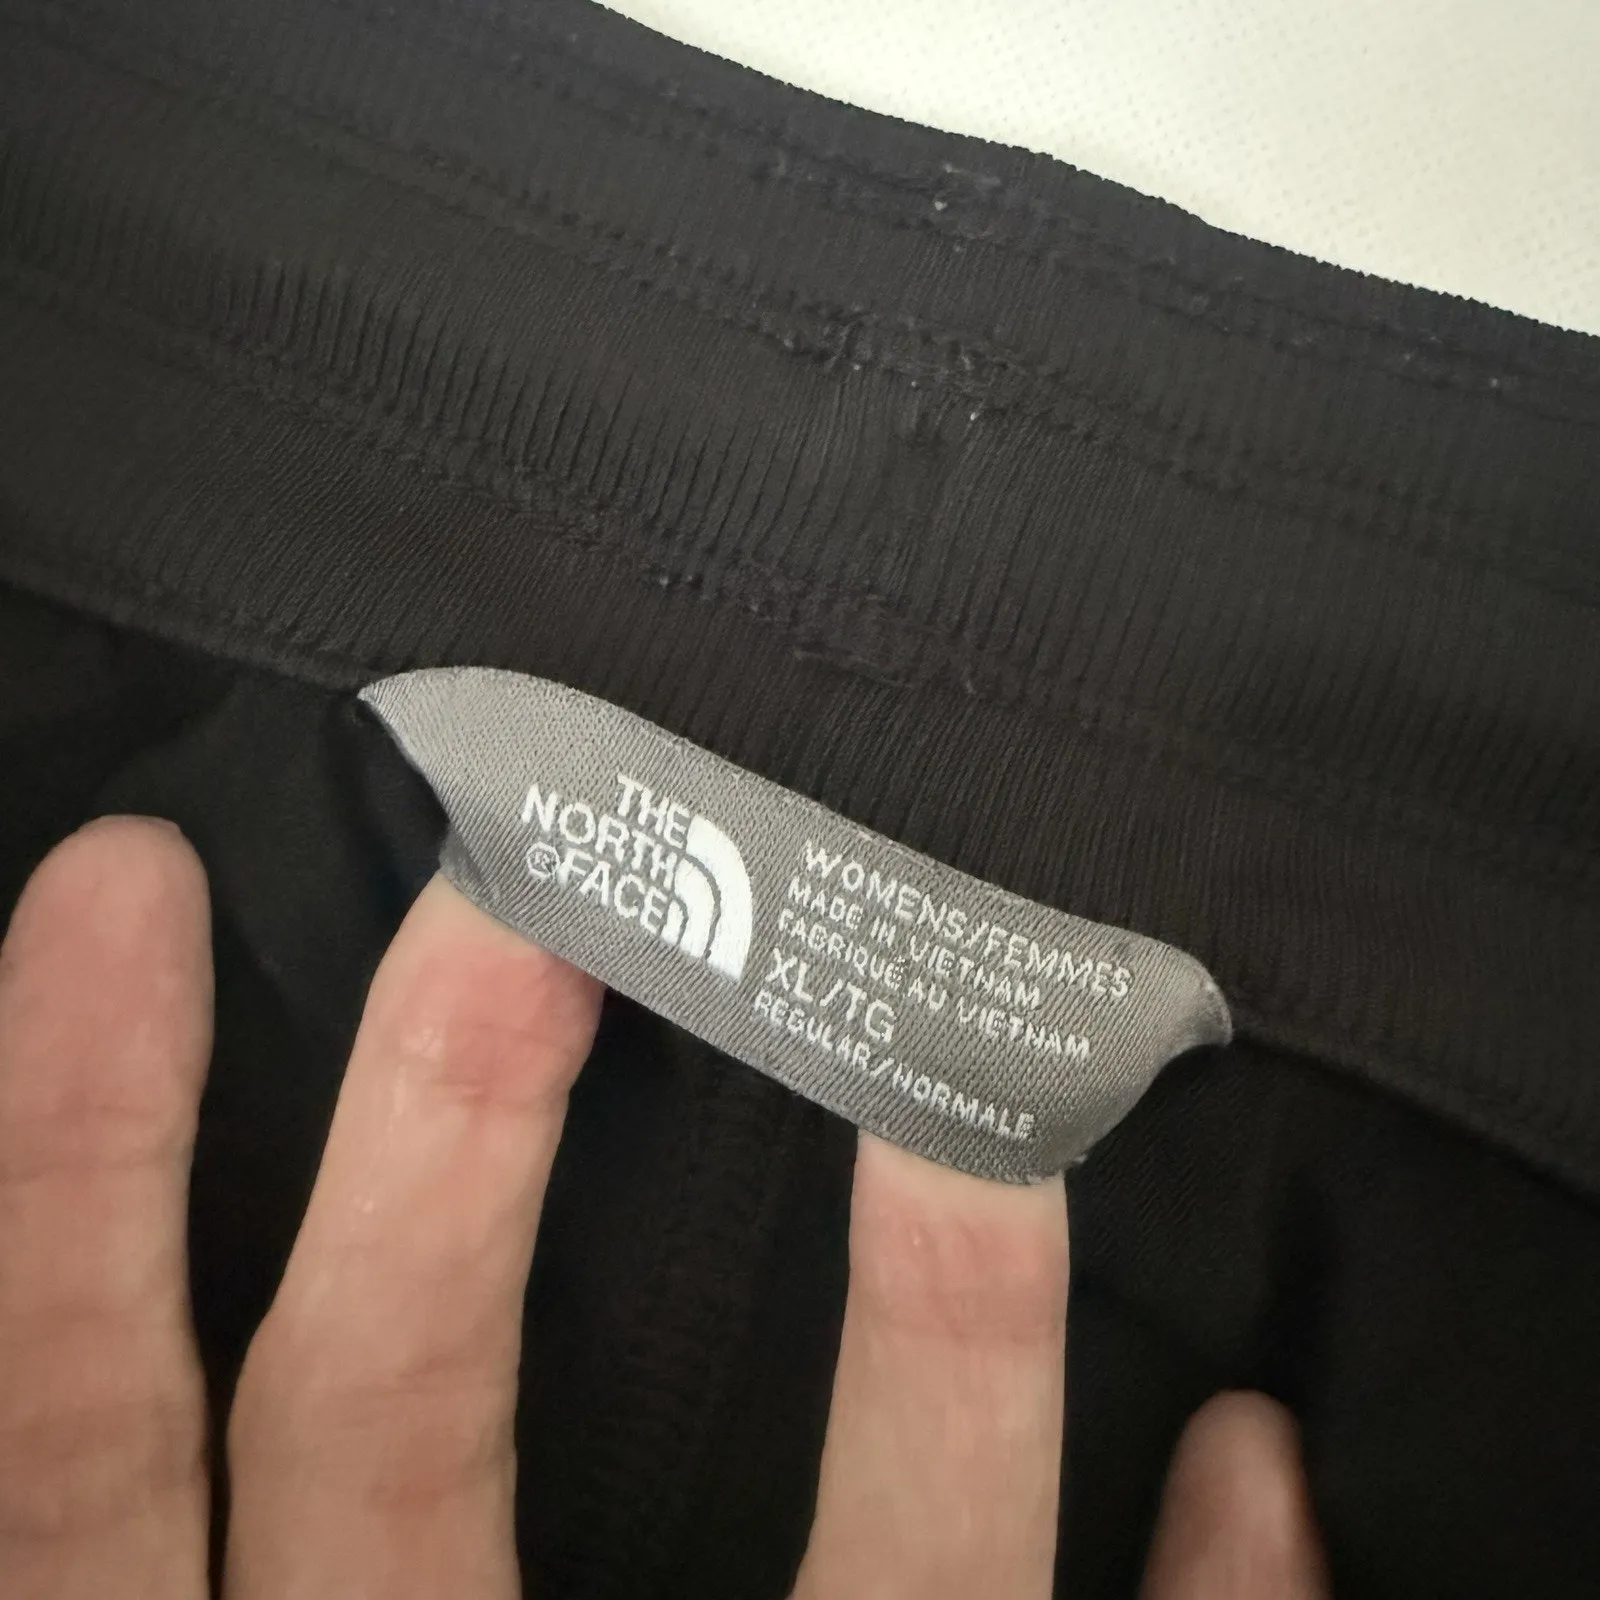 THE
NORTH
®FACE
WOMENS/FEMMES
MADE IN VIETNAM
FABRIQUÉ AU VIETNAM
XL/TG
REGULAR/NORMALE